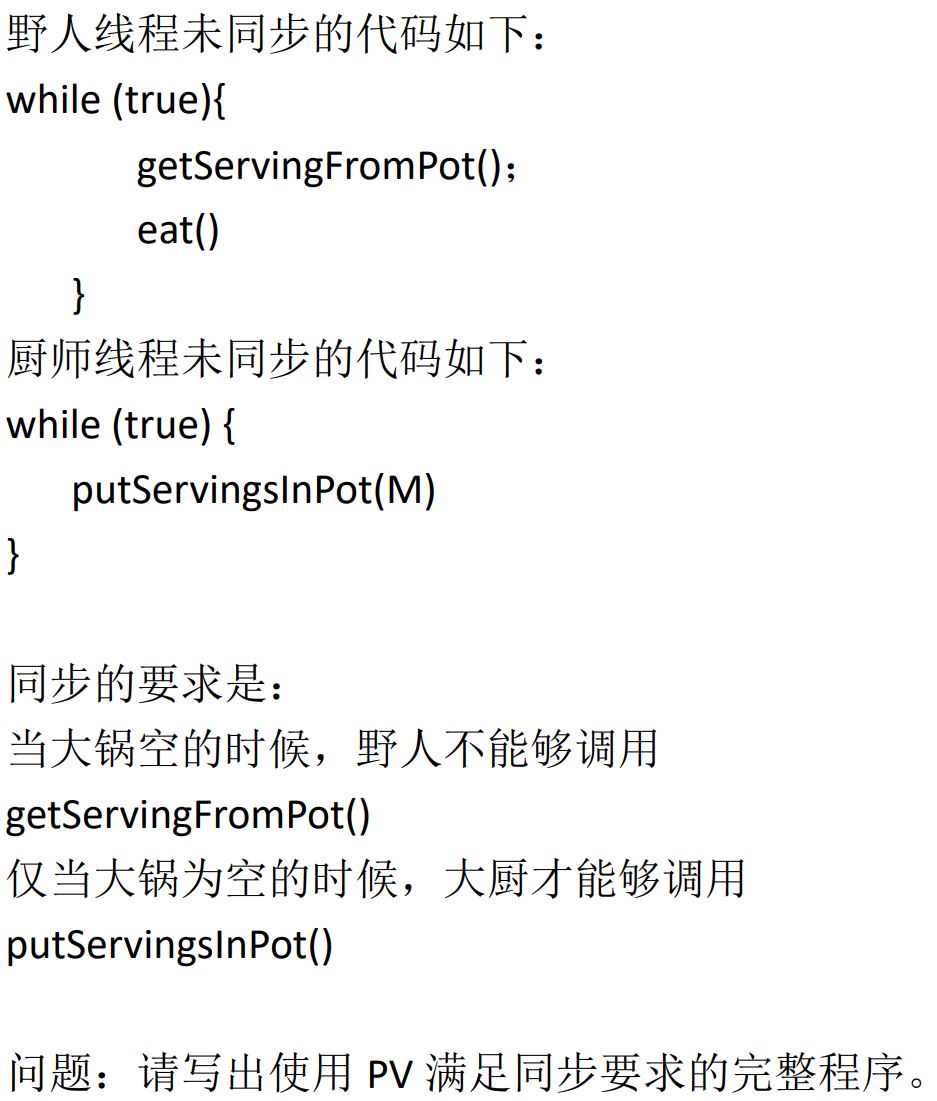 野人线程未同步的代码如下：
while (true){
getServingFromPot()；
eat()
}
厨师线程未同步的代码如下：
while (true) {
putServingsInPot(M)
}
同步的要求是：
当大锅空的时候，野人不能够调用
getServingFromPot()
仅当大锅为空的时候，大厨才能够调用
putServingsInPot()
问题：请写出使用 PV 满足同步要求的完整程序。